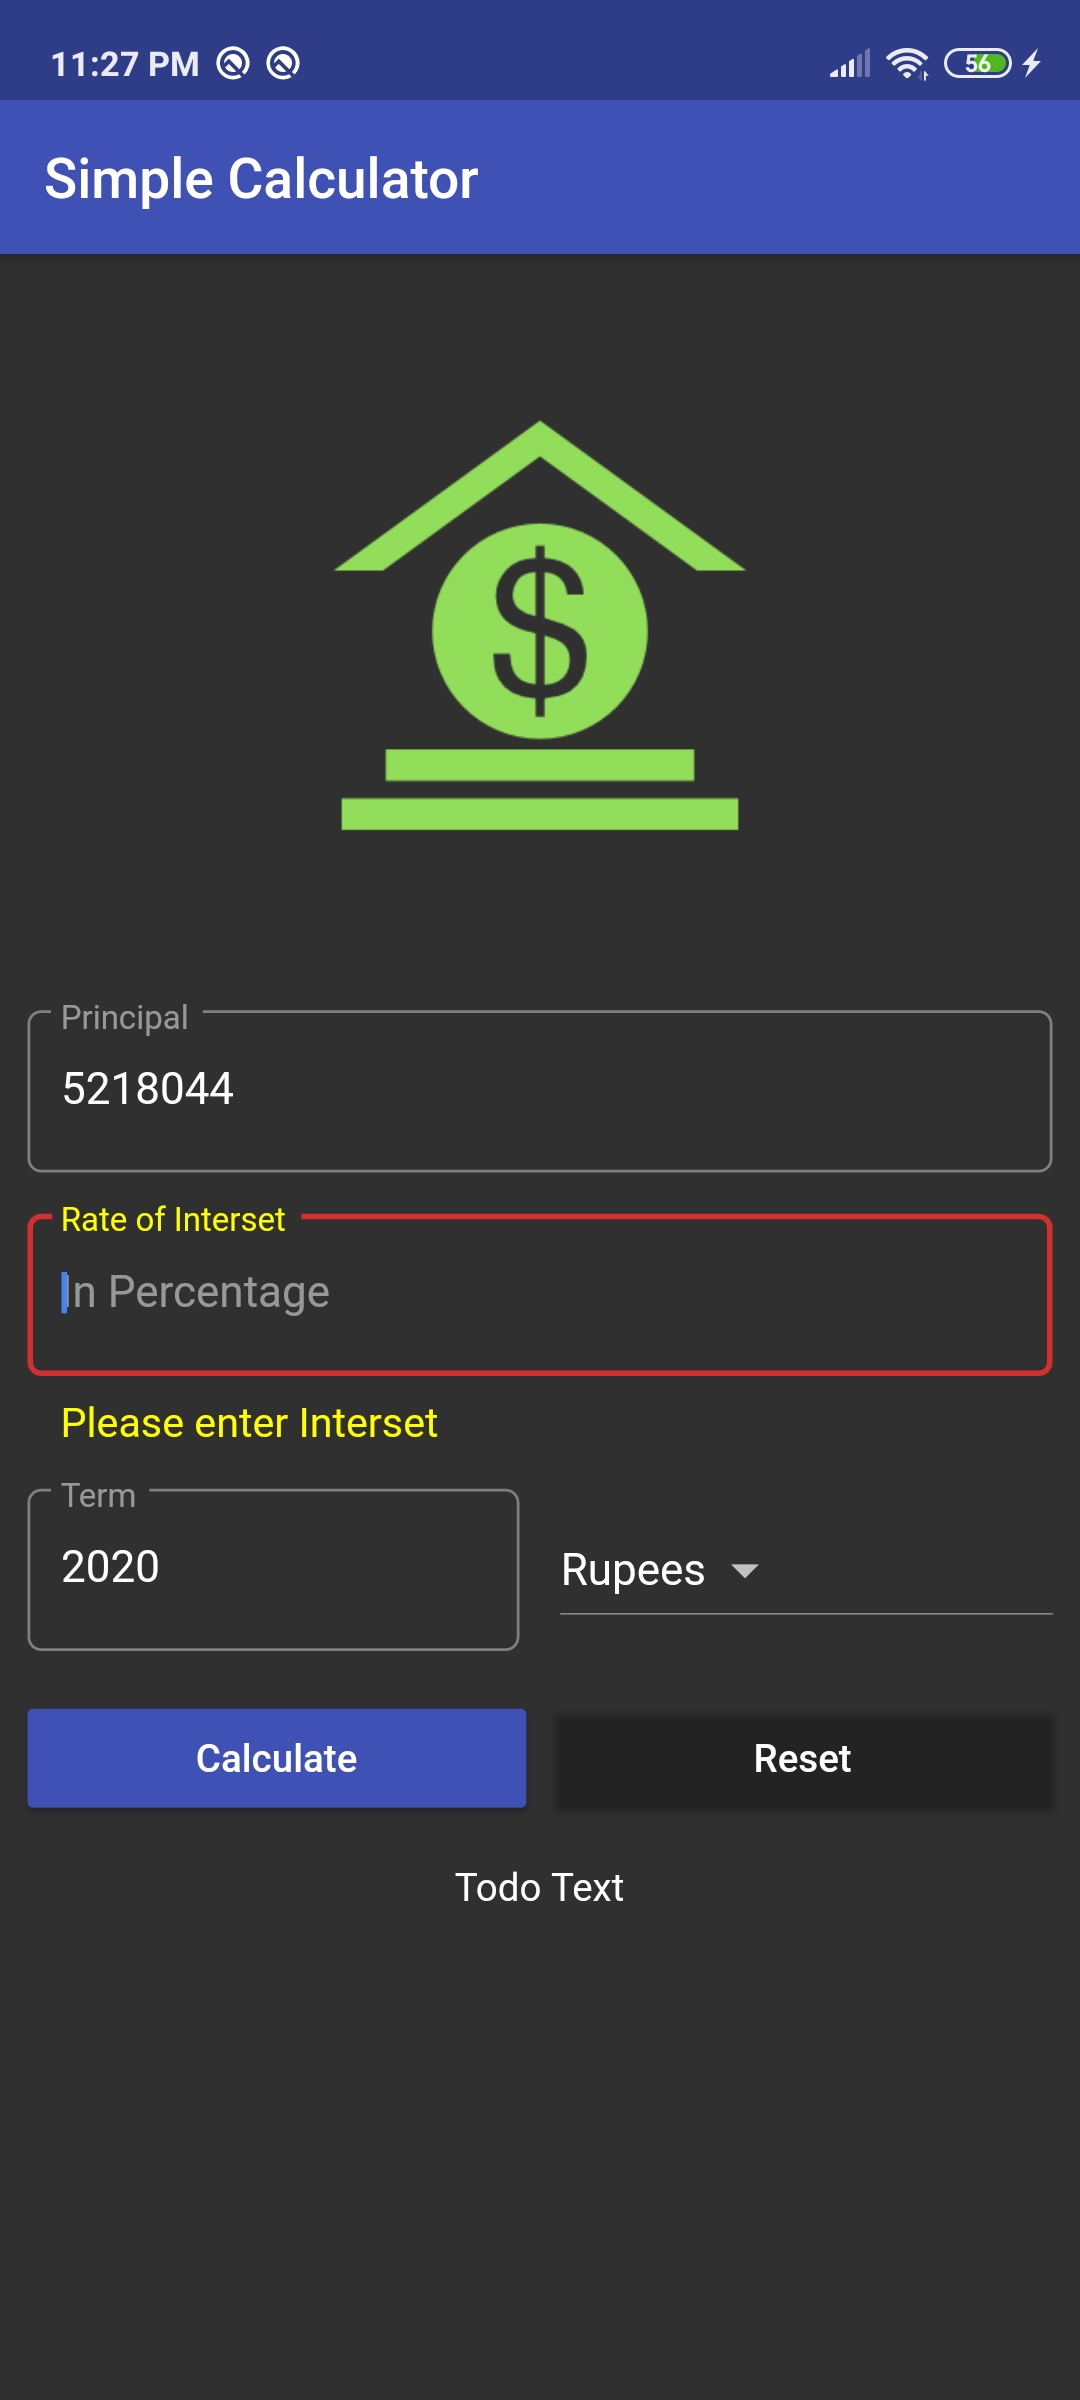 11:27 PM 56
Simple Calculator
$
Principal
5218044
Rate of Interset
In Percentage
Please enter Interset
Term
2020
Rupees
Calculate
Reset
Todo Text